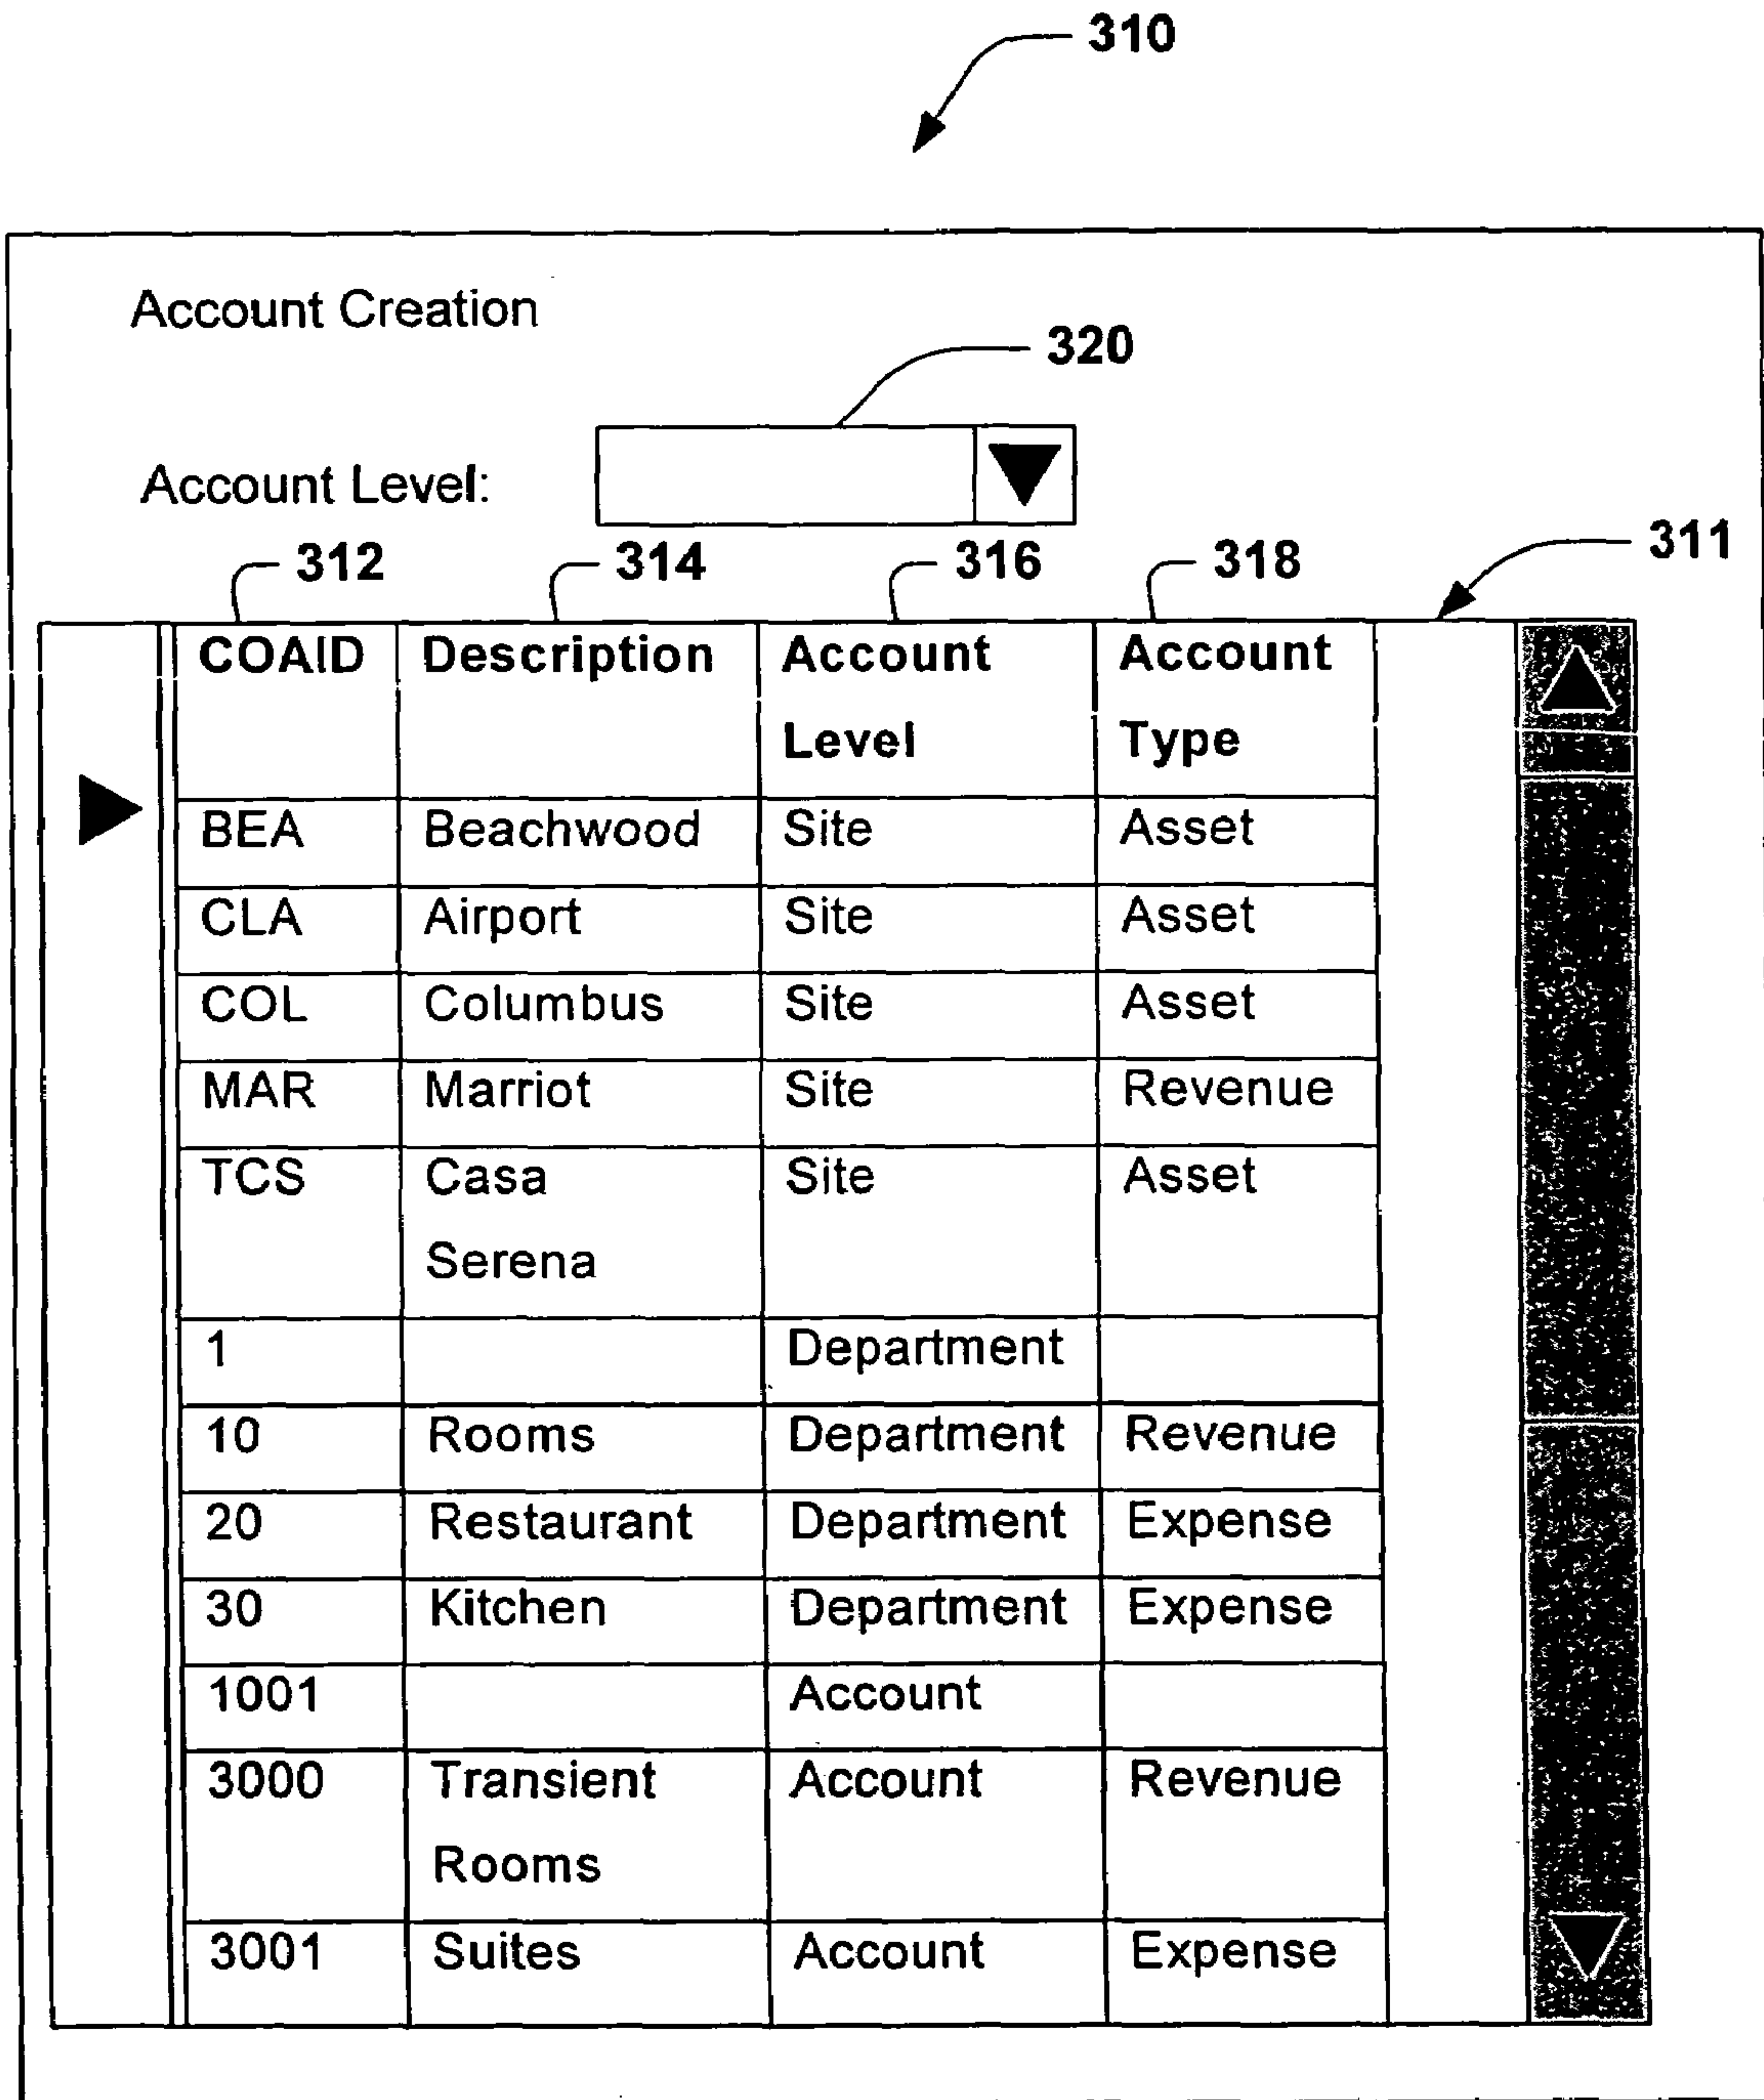 310
Account Creation
320
Account Level:
312 314 316 318 311
COAID Description Account Level Account Type
BEA Beachwood Site Asset
CLA Airport Site Asset
COL Columbus Site Asset
MAR Marriot Site Revenue
TCS Casa Serena Site Asset
1 Department
10 Rooms Department Revenue
20 Restaurant Department Expense
30 Kitchen Department Expense
1001 Account
3000 Transient Rooms Account Revenue
3001 Suites Account Expense